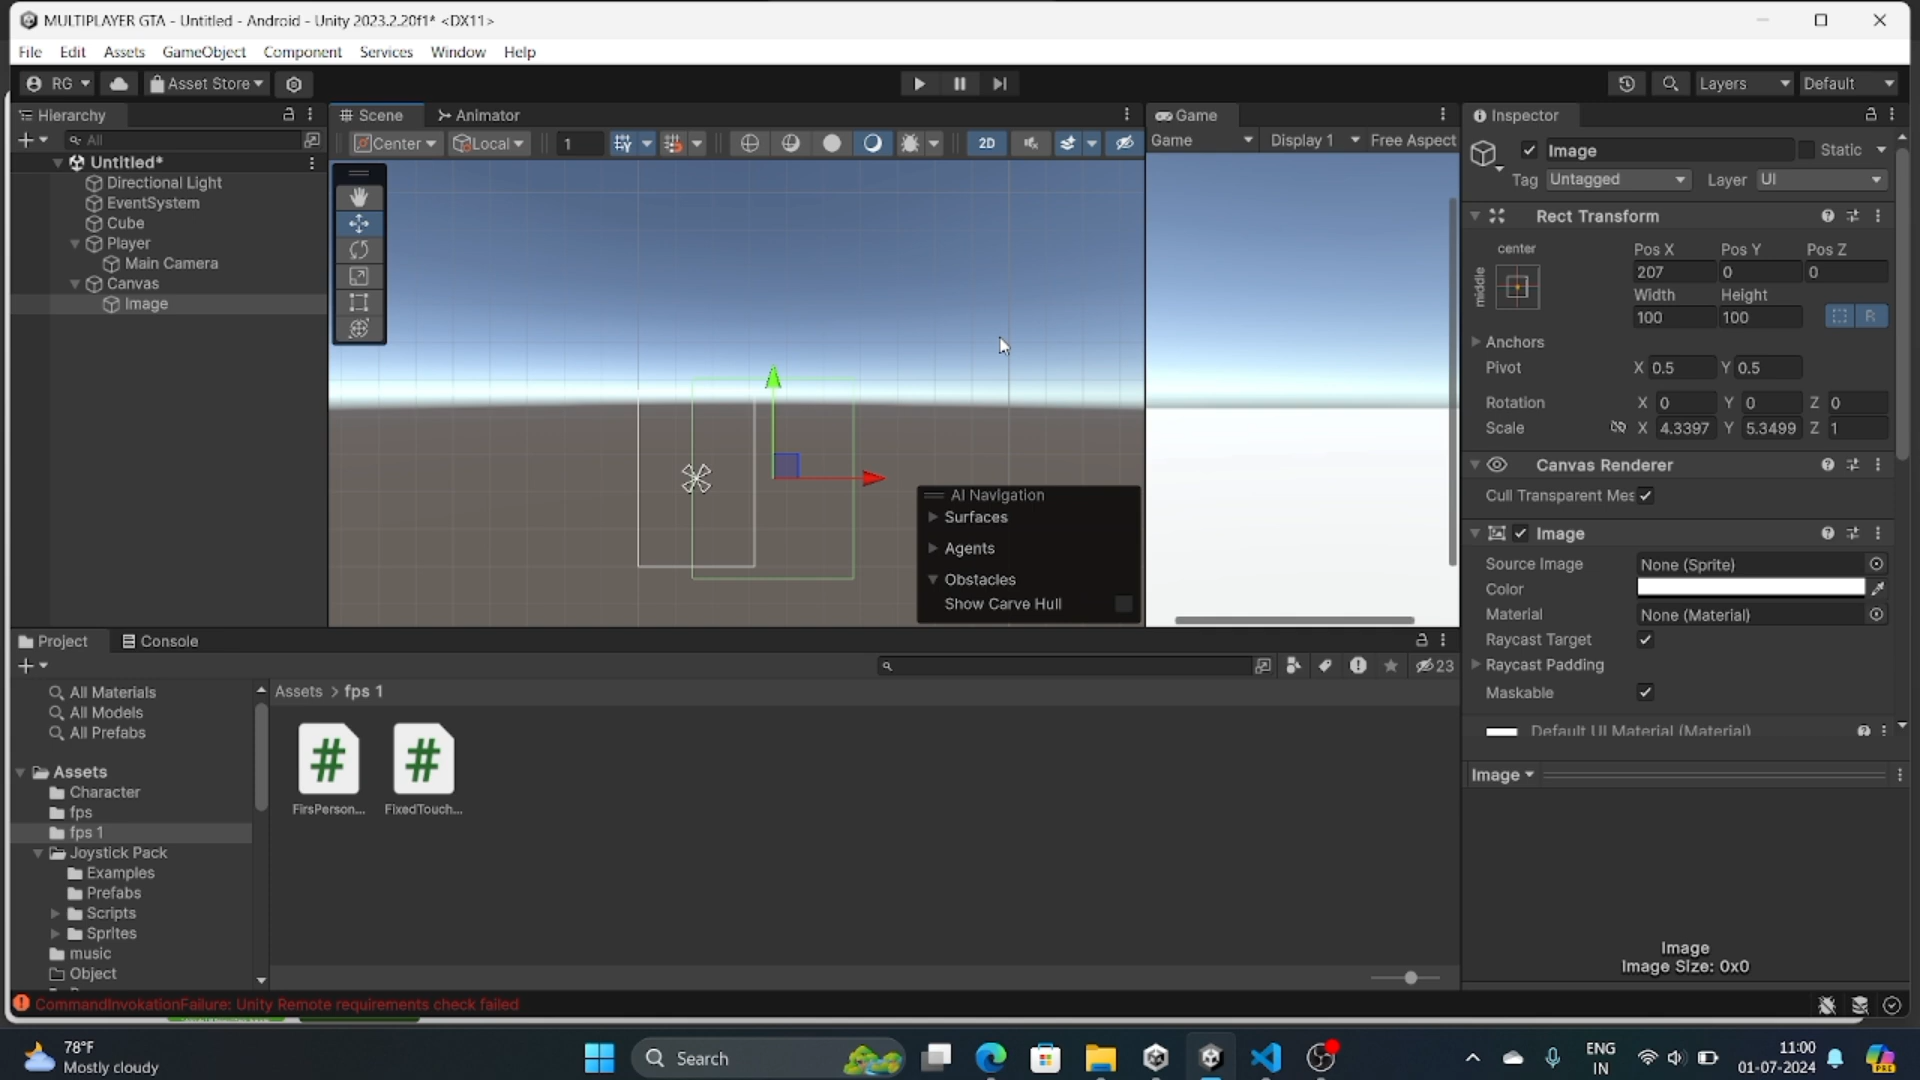 MULTIPLAYER GTA - Untitled - Android - Unity 2023.2.20f1* <DX11>
File Edit Assets GameObject Component Services Window Help
RG Asset Store Layers Default
Hierarchy
All
Untitled*
Directional Light
EventSystem
Cube
Player
Main Camera
Canvas
Image
Scene Animator
Center Local 1 2D
AI Navigation
Surfaces
Agents
Obstacles
Show Carve Hull
Game
Game Display 1 Free Aspect
Inspector
Image Static
Tag Untagged Layer UI
Rect Transform
center
middle
Pos X Pos Y Pos Z
207 0 0
Width Height
100 100 R
Anchors
Pivot X 0.5 Y 0.5
Rotation X 0 Y 0 Z 0
Scale X 4.3397 Y 5.3499 Z 1
Canvas Renderer
Cull Transparent Mes
Image
Source Image None (Sprite)
Color
Material None (Material)
Raycast Target
Raycast Padding
Maskable
Default UI Material (Material)
Image
Image
Image Size: 0x0
Project Console
23
All Materials
All Models
All Prefabs
Assets
Character
fps
fps 1
Joystick Pack
Examples
Prefabs
Scripts
Sprites
music
Object
Assets > fps 1
FirsPerson... FixedTouch...
CommandInvokationFailure: Unity Remote requirements check failed
78°F
Mostly cloudy
Search
ENG
IN
11:00
01-07-2024
PRE